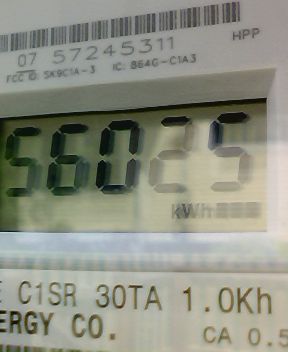 07 57245311
HPP
FCC ID: SK9C1A-3 IC: 864G-C1A3
56025
kWh
C1SR 30TA 1.0Kh
ERGY CO.
CA 0.5